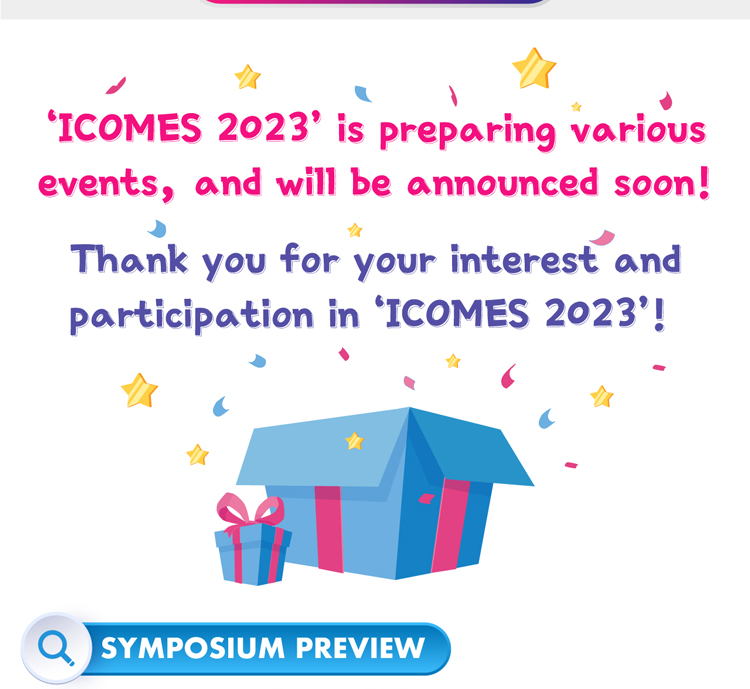 ‘ICOMES 2023’ is preparing various
events, and will be announced soon!
Thank you for your interest and
participation in ‘ICOMES 2023’!
SYMPOSIUM PREVIEW